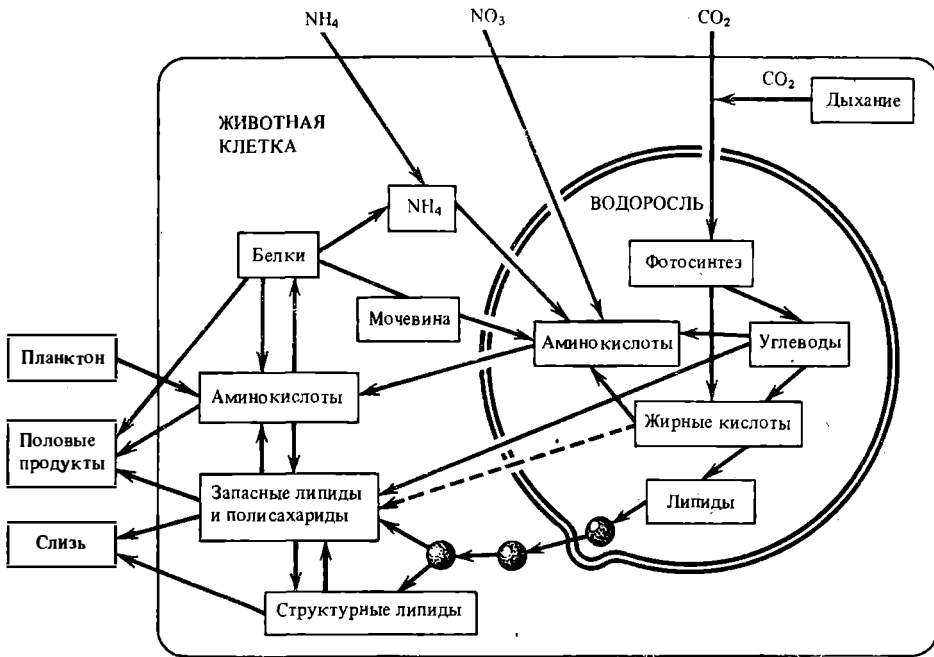 NH₄
NO₃
CO₂
CO₂
Дыхание
ЖИВОТНАЯ
КЛЕТКА
NH₄
ВОДОРОСЛЬ
Белки
Фотосинтез
Мочевина
Планктон
Аминокислоты
Углеводы
Аминокислоты
Половые
продукты
Жирные кислоты
Запасные липиды
и полисахариды
Липиды
Слизь
Структурные липиды